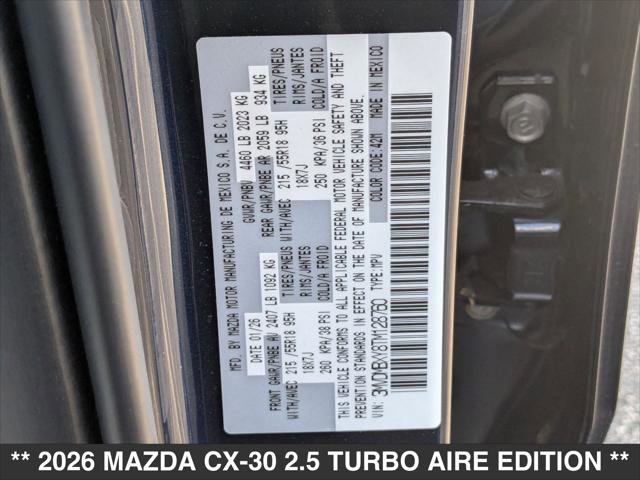 MFD. BY MAZDA MOTOR MANUFACTURING DE MEXICO S.A. DE C.V.
DATE 01/26 GVWR/PNBV 4460 LB 2023 KG
FRONT GAWR/PNBE AV 2407 LB 1092 KG REAR GAWR/PNBE AR 2059 LB 934 KG
WITH/AVEC 215/55R18 95H TIRES/PNEUS WITH/AVEC 215/55R18 95H TIRES/PNEUS
18X7J RIMS/JANTES 18X7J RIMS/JANTES
260 KPA/38 PSI COLD/A FROID 250 KPA/36 PSI COLD/A FROID
THIS VEHICLE CONFORMS TO ALL APPLICABLE FEDERAL MOTOR VEHICLE SAFETY AND THEFT
PREVENTION STANDARDS IN EFFECT ON THE DATE OF MANUFACTURE SHOWN ABOVE.
VIN: 3MVDMBXY8TM128760 TYPE:MPV COLOR CODE:42M MADE IN MEXICO
** 2026 MAZDA CX-30 2.5 TURBO AIRE EDITION **